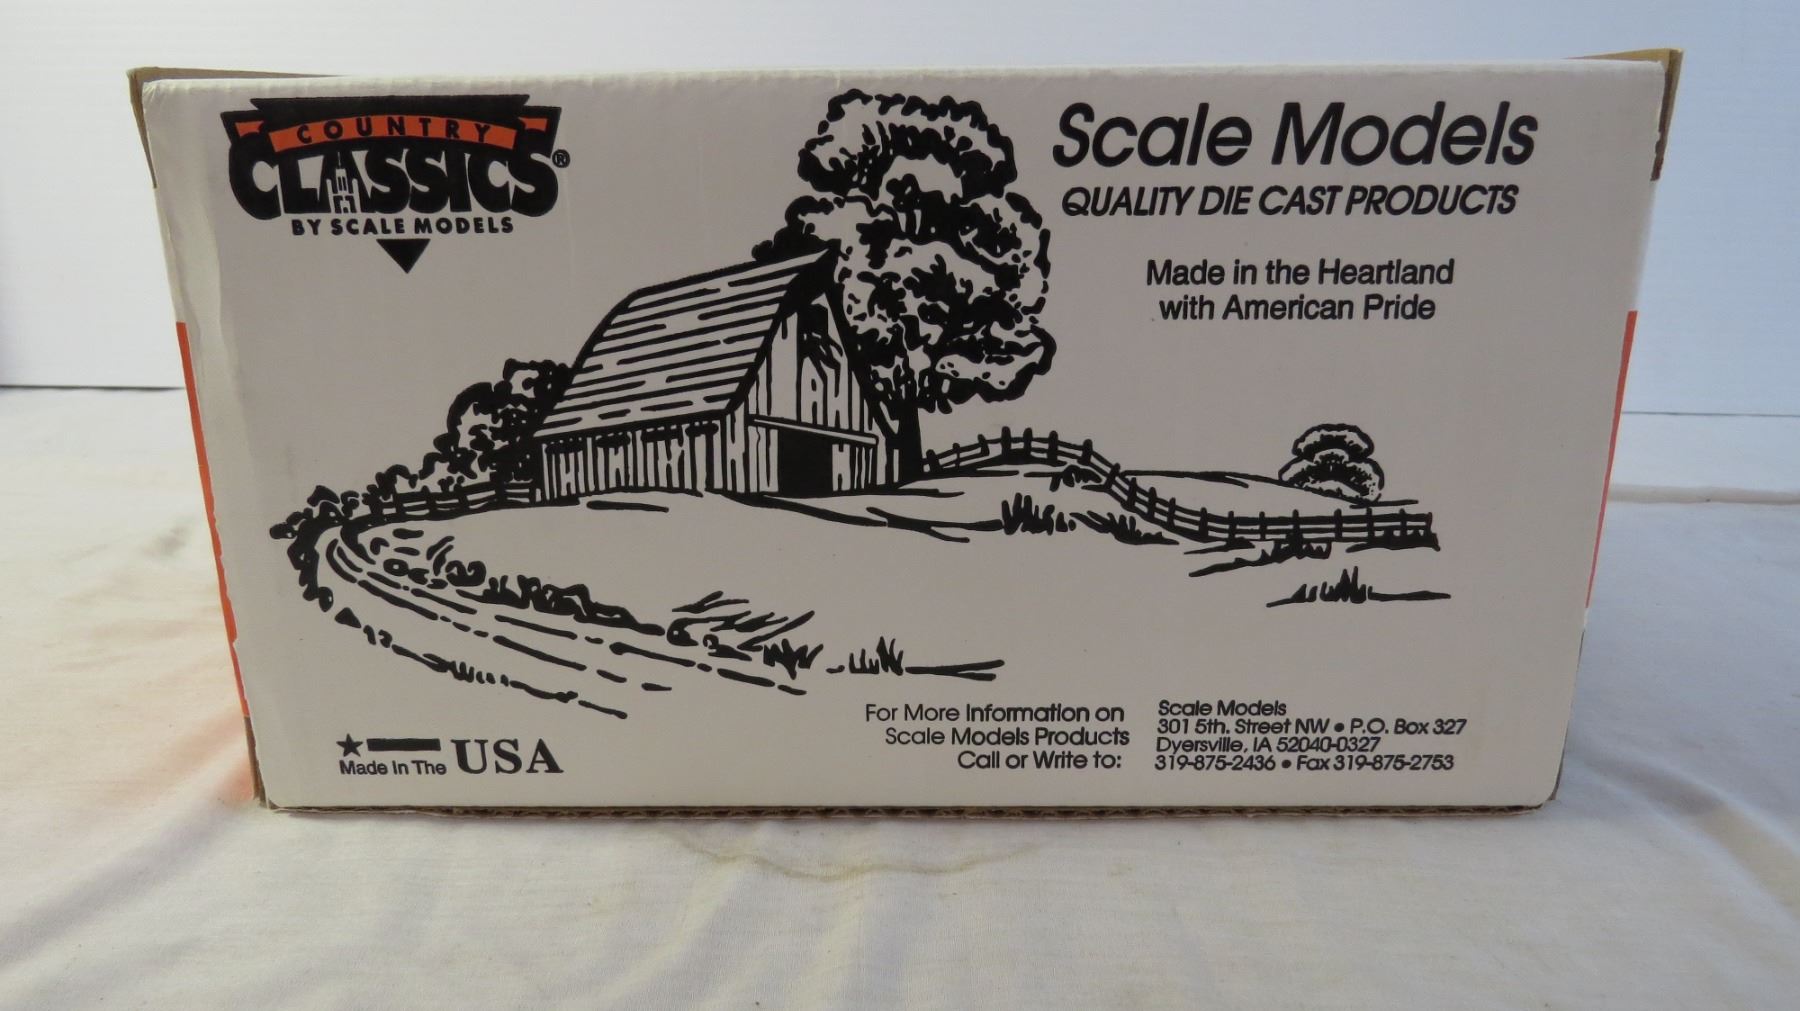 COUNTRY
CLASSICS®
BY SCALE MODELS
Scale Models
QUALITY DIE CAST PRODUCTS
Made in the Heartland
with American Pride
Made In The USA
For More Information on
Scale Models Products
Call or Write to:
Scale Models
301 5th. Street NW • P.O. Box 327
Dyersville, IA 52040-0327
319-875-2436 • Fax 319-875-2753